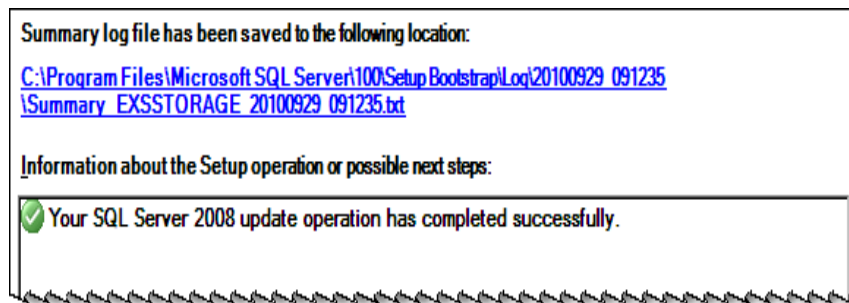 Summary log file has been saved to the following location:
C:\Program Files\Microsoft SQL Server\100\Setup Bootstrap\Log\20100929_091235
\Summary_EXSSTORAGE_20100929_091235.txt
Information about the Setup operation or possible next steps:
Your SQL Server 2008 update operation has completed successfully.